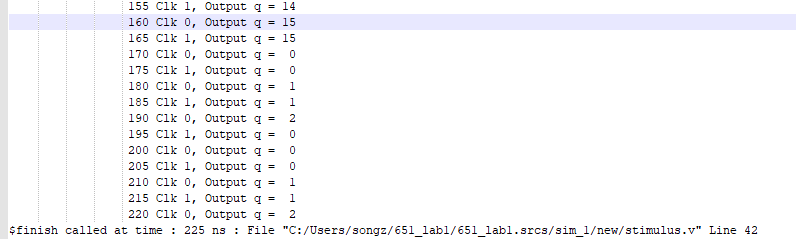 155 Clk 1, Output q = 14
160 Clk 0, Output q = 15
165 Clk 1, Output q = 15
170 Clk 0, Output q =  0
175 Clk 1, Output q =  0
180 Clk 0, Output q =  1
185 Clk 1, Output q =  1
190 Clk 0, Output q =  2
195 Clk 1, Output q =  0
200 Clk 0, Output q =  0
205 Clk 1, Output q =  0
210 Clk 0, Output q =  1
215 Clk 1, Output q =  1
220 Clk 0, Output q =  2
$finish called at time : 225 ns : File "C:/Users/songz/651_lab1/651_lab1.srcs/sim_1/new/stimulus.v" Line 42